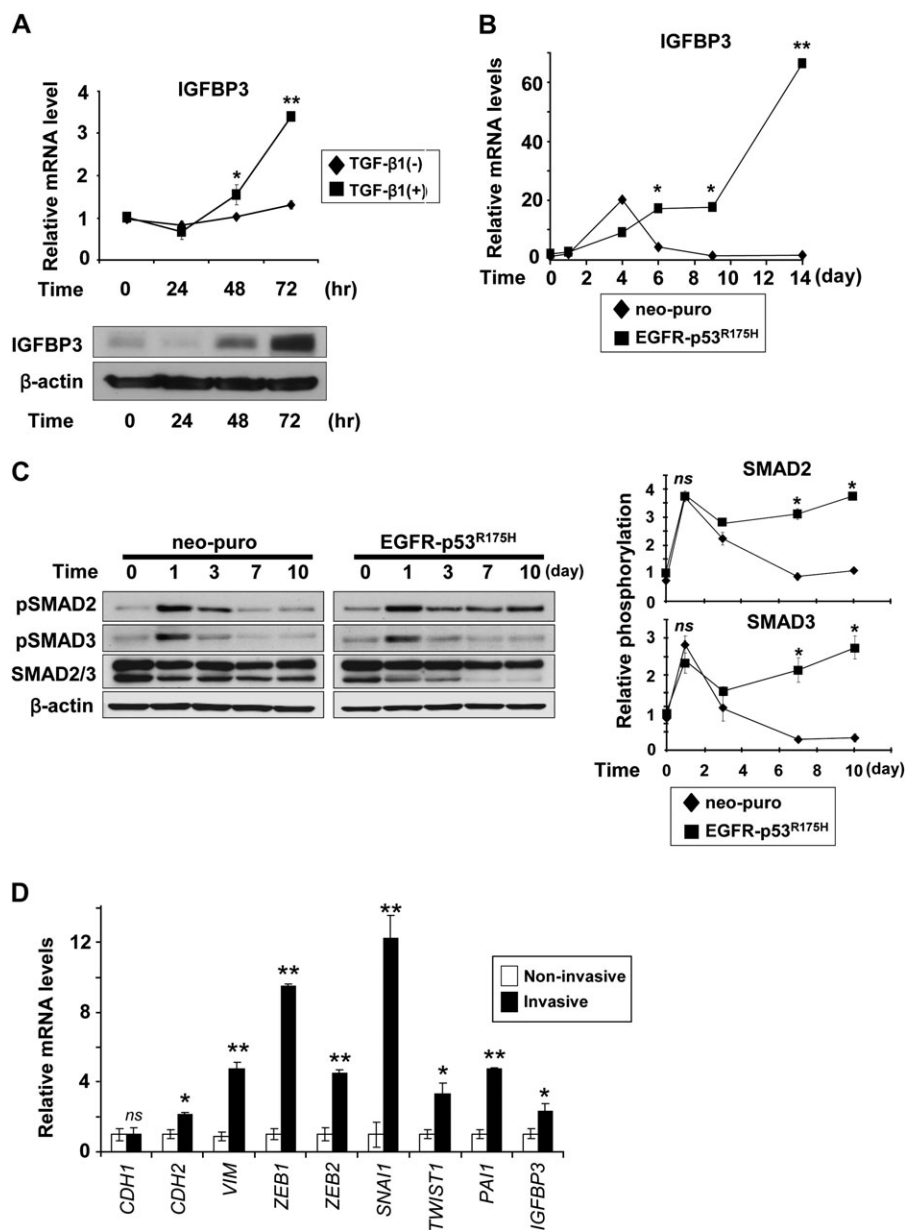 A
IGFBP3
Relative mRNA levels
4
3
2
1
0
*
**
TGF-β1(-)
TGF-β1(+)
Time 0 24 48 72 (hr)
IGFBP3
β-actin
Time 0 24 48 72 (hr)
B
IGFBP3
Relative mRNA levels
60
40
20
0
* * **
0 2 4 6 8 10 12 14 (day)
neo-puro
EGFR-p53R175H
C
neo-puro EGFR-p53R175H
Time 0 1 3 7 10 0 1 3 7 10 (day)
pSMAD2
pSMAD3
SMAD2/3
β-actin
Relative phosphorylation
SMAD2
ns * *
4
3
2
1
0
SMAD3
ns * *
3
2
1
0
Time 0 2 4 6 8 10 (day)
neo-puro
EGFR-p53R175H
D
Relative mRNA levels
12
8
4
0
ns * ** ** ** ** * ** *
Non-invasive
Invasive
CDH1
CDH2
VIM
ZEB1
ZEB2
SNAI1
TWIST1
PAI1
IGFBP3